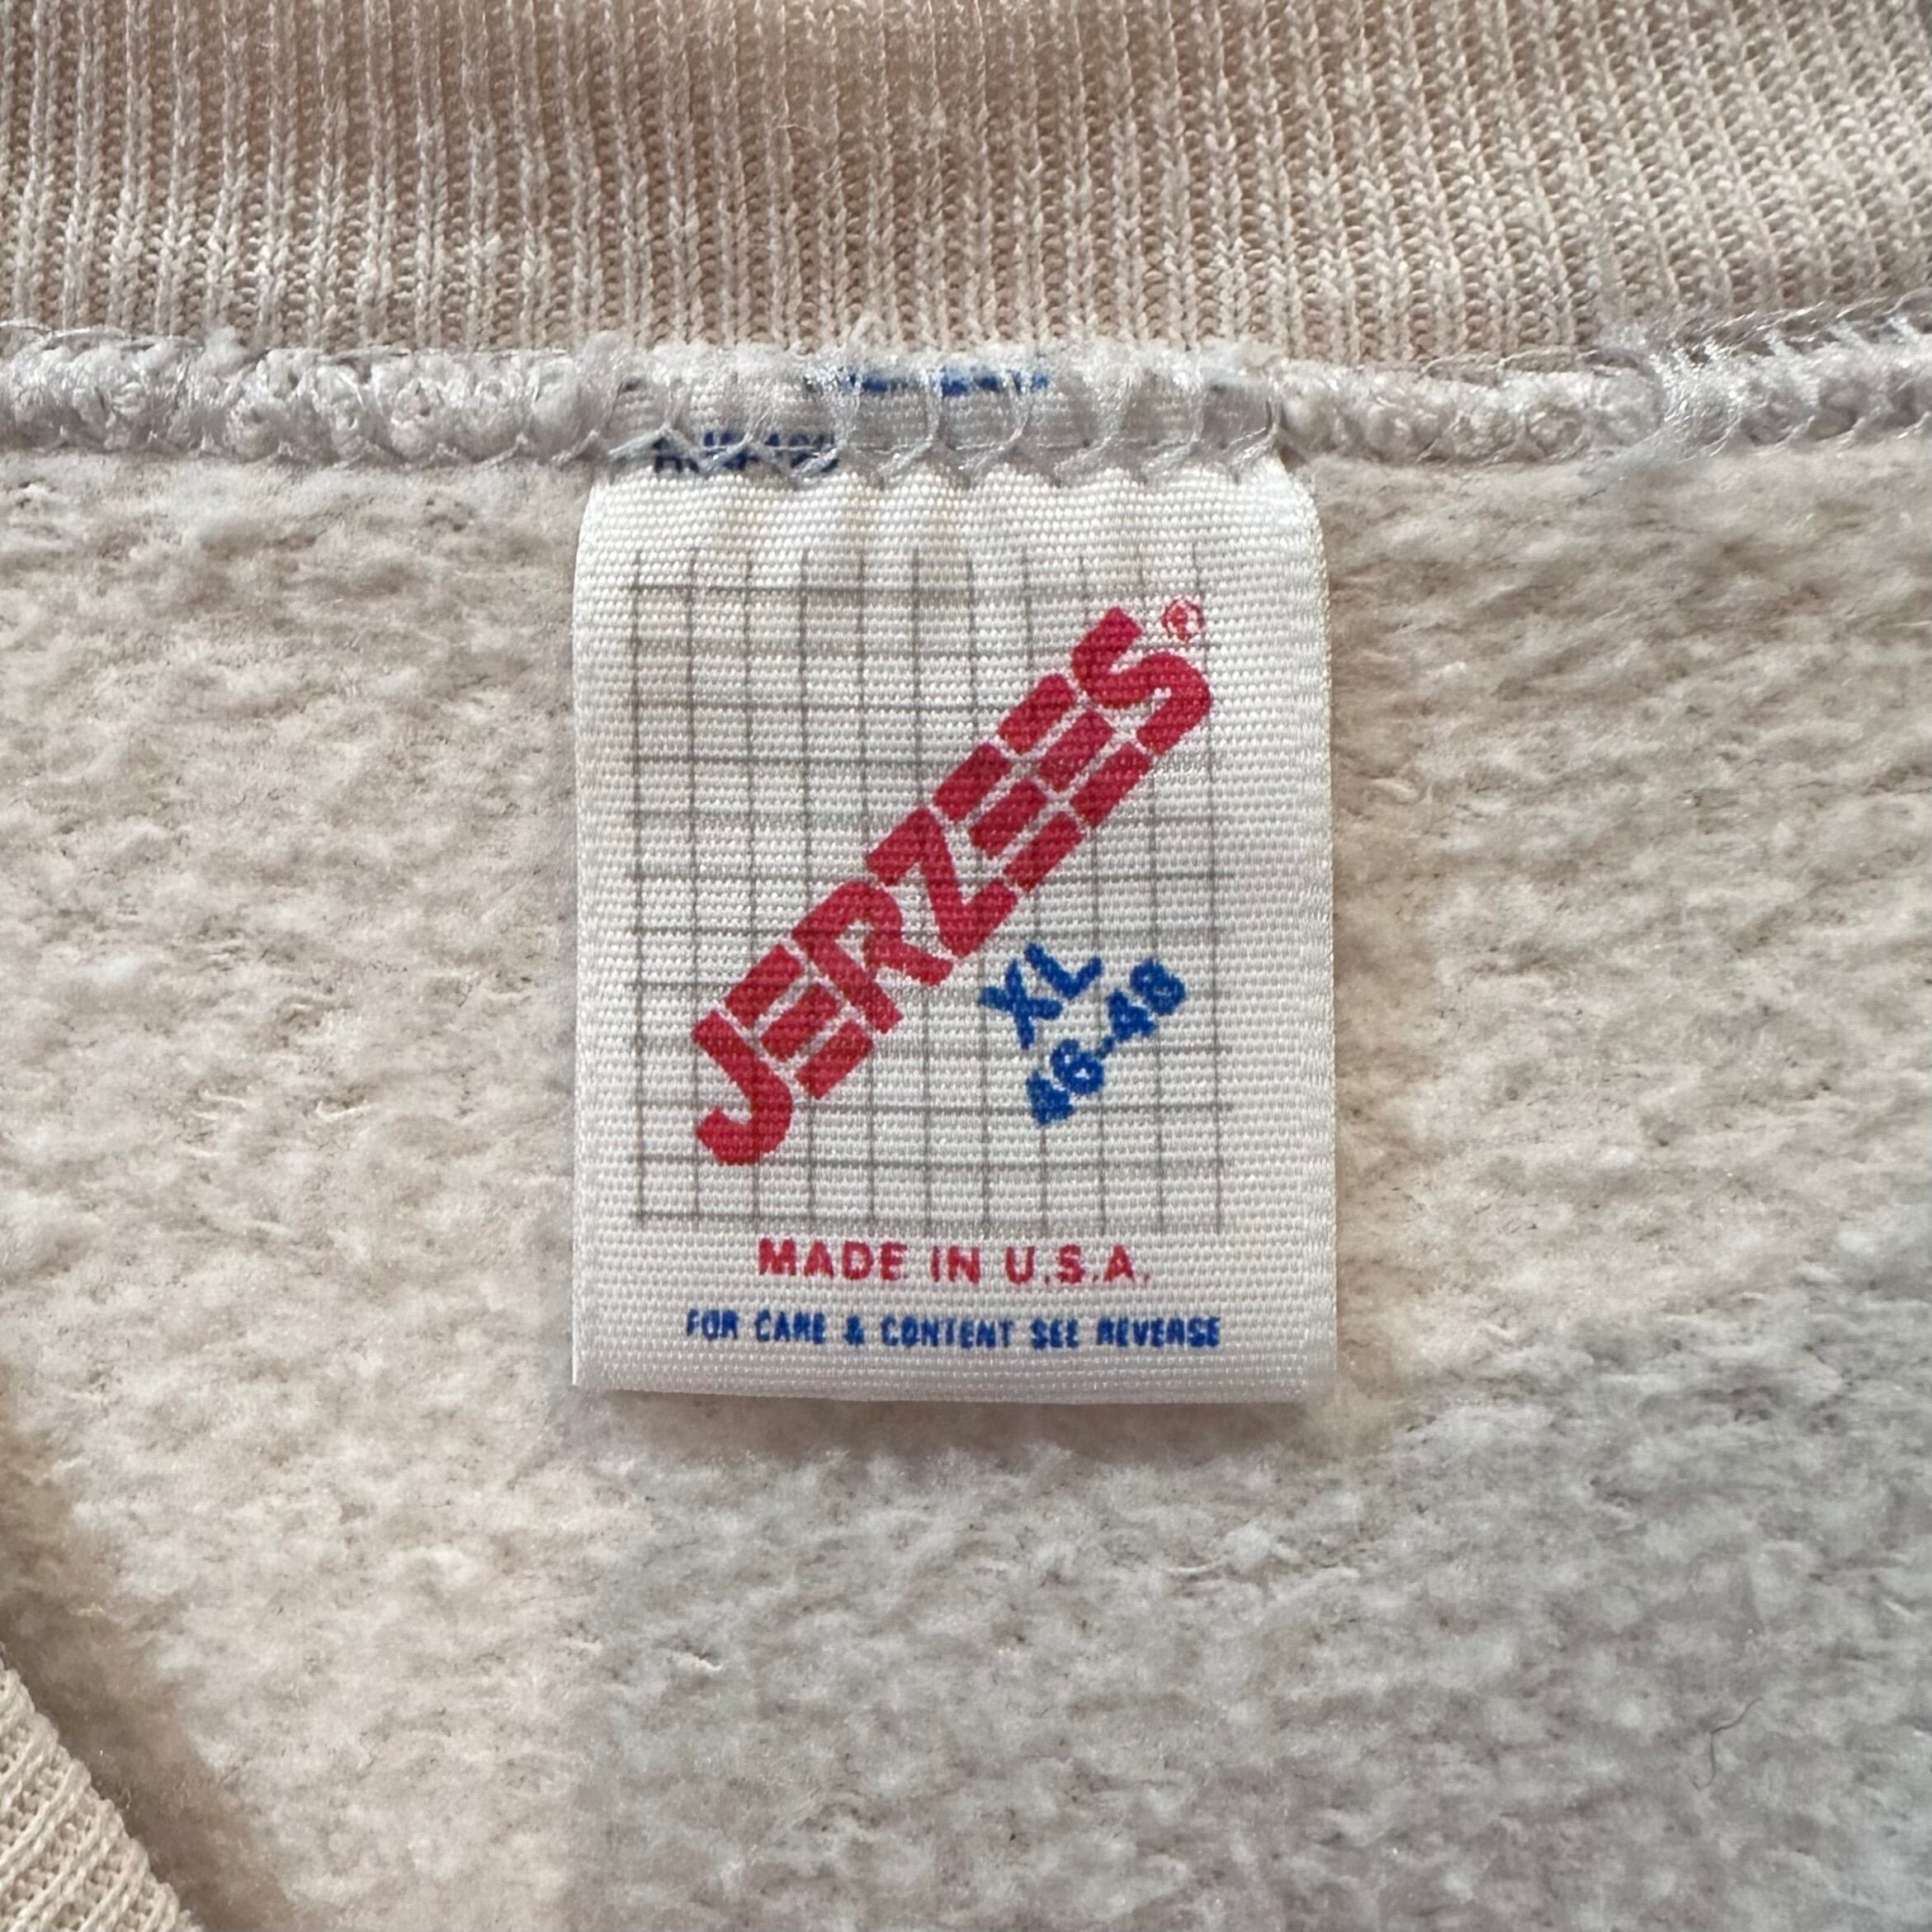 JERZEES®
XL
46-48
MADE IN U.S.A.
FOR CARE & CONTENT SEE REVERSE